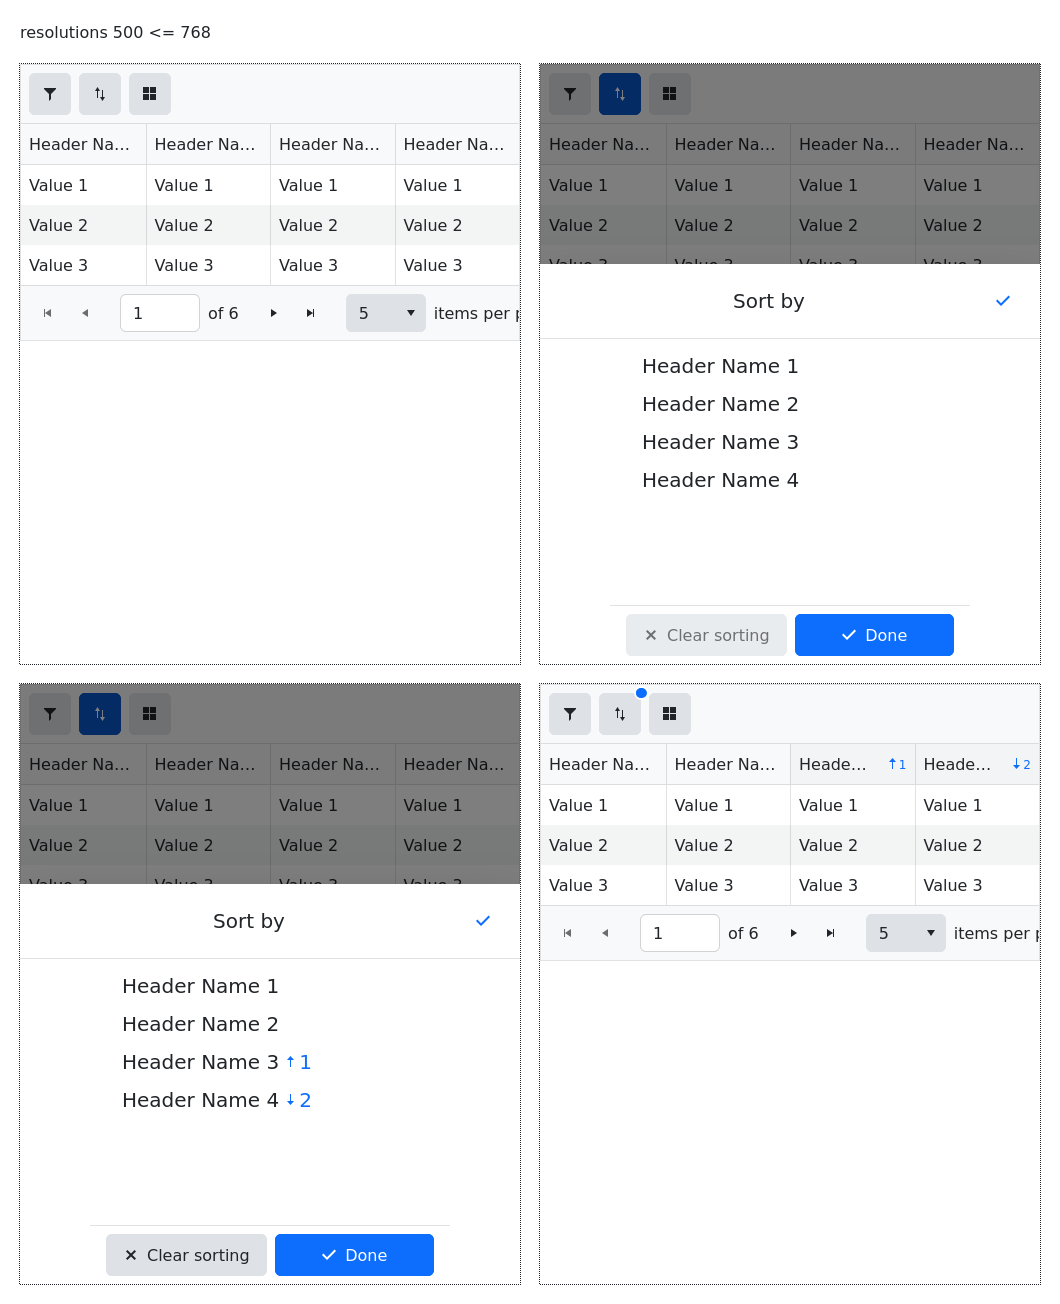 resolutions 500 <= 768
Header Na... Header Na... Header Na... Header Na...
Value 1 Value 1 Value 1 Value 1
Value 2 Value 2 Value 2 Value 2
Value 3 Value 3 Value 3 Value 3
1 of 6 5 items per
Header Na... Header Na... Header Na... Header Na...
Value 1 Value 1 Value 1 Value 1
Value 2 Value 2 Value 2 Value 2
Sort by
Header Name 1
Header Name 2
Header Name 3
Header Name 4
Clear sorting Done
Header Na... Header Na... Header Na... Header Na...
Value 1 Value 1 Value 1 Value 1
Value 2 Value 2 Value 2 Value 2
Sort by
Header Name 1
Header Name 2
Header Name 3 ↑1
Header Name 4 ↓2
Clear sorting Done
Header Na... Header Na... Heade... ↑1 Heade... ↓2
Value 1 Value 1 Value 1 Value 1
Value 2 Value 2 Value 2 Value 2
Value 3 Value 3 Value 3 Value 3
1 of 6 5 items per